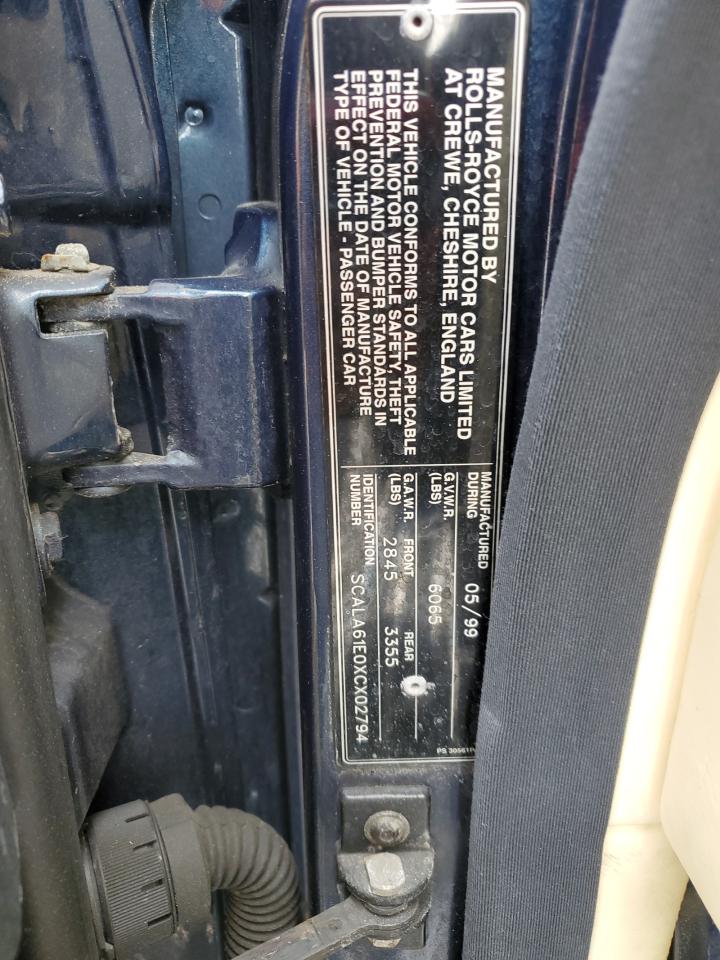 MANUFACTURED BY
ROLLS-ROYCE MOTOR CARS LIMITED
AT CREWE, CHESHIRE, ENGLAND
THIS VEHICLE CONFORMS TO ALL APPLICABLE
FEDERAL MOTOR VEHICLE SAFETY, THEFT
PREVENTION AND BUMPER STANDARDS IN
EFFECT ON THE DATE OF MANUFACTURE
TYPE OF VEHICLE - PASSENGER CAR
MANUFACTURED
DURING 05/99
G.V.W.R.
(LBS) 6065
G.A.W.R. FRONT REAR
(LBS) 2845 3355
IDENTIFICATION
NUMBER SCALA61E0XCX02794
PS